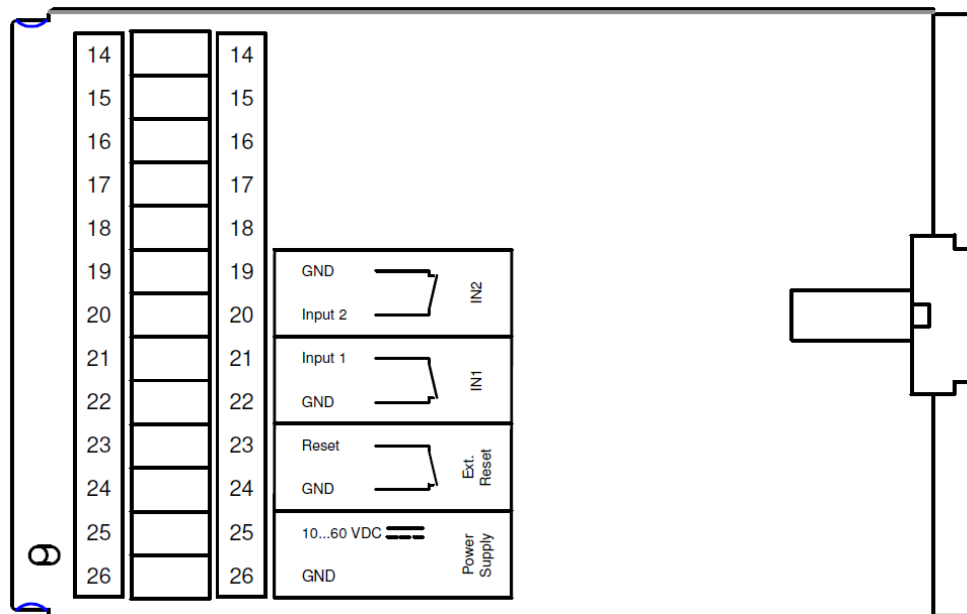 14 14
15 15
16 16
17 17
18 18
19 19 GND
20 20 Input 2
IN2
21 21 Input 1
22 22 GND
IN1
23 23 Reset
24 24 GND
Ext.
Reset
25 25 10...60 VDC
26 26 GND
Power
Supply
9